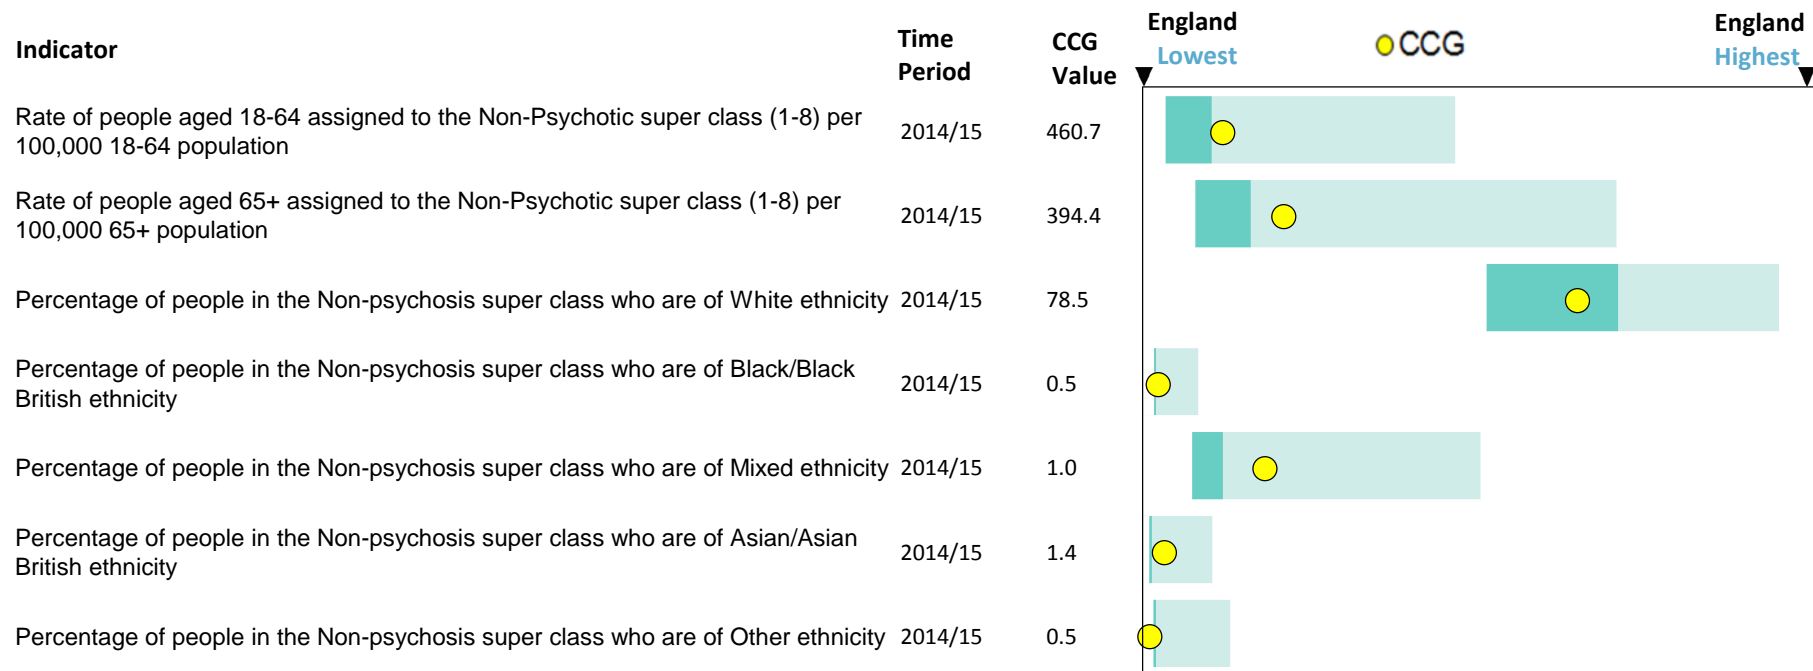 Indicator
Time
Period
CCG
Value
England
Lowest
CCG
England
Highest
Rate of people aged 18-64 assigned to the Non-Psychotic super class (1-8) per
100,000 18-64 population
2014/15
460.7
Rate of people aged 65+ assigned to the Non-Psychotic super class (1-8) per
100,000 65+ population
2014/15
394.4
Percentage of people in the Non-psychosis super class who are of White ethnicity 2014/15 78.5
Percentage of people in the Non-psychosis super class who are of Black/Black
British ethnicity
2014/15
0.5
Percentage of people in the Non-psychosis super class who are of Mixed ethnicity 2014/15 1.0
Percentage of people in the Non-psychosis super class who are of Asian/Asian
British ethnicity
2014/15
1.4
Percentage of people in the Non-psychosis super class who are of Other ethnicity 2014/15 0.5